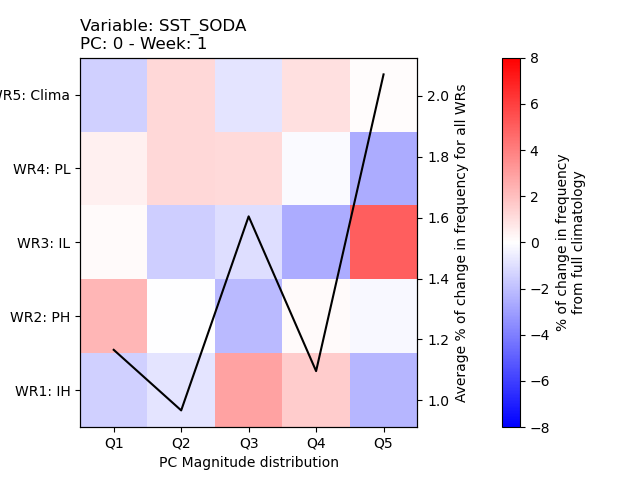 Variable: SST_SODA
PC: 0 - Week: 1
R5: Clima
WR4: PL
WR3: IL
WR2: PH
WR1: IH
Q1 Q2 Q3 Q4 Q5
PC Magnitude distribution
2.0
1.8
1.6
1.4
1.2
1.0
Average % of change in frequency for all WRs
8
6
4
2
0
−2
−4
−6
−8
% of change in frequency
from full climatology